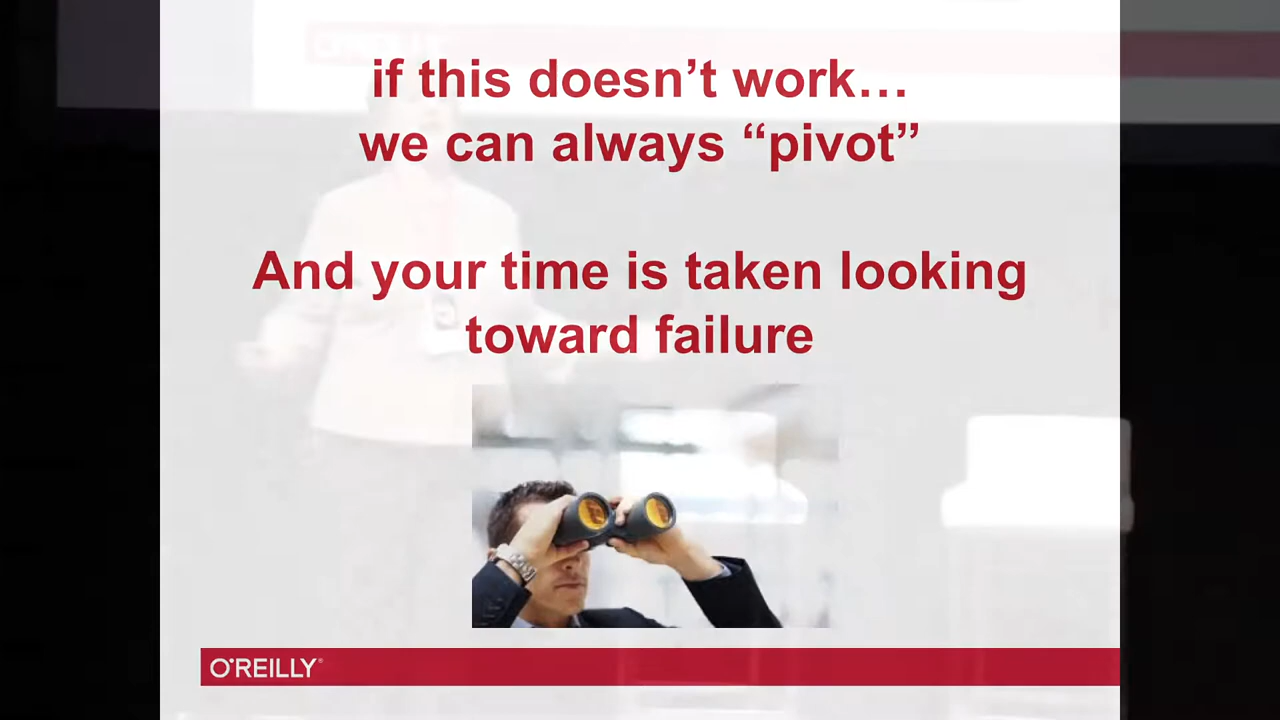 if this doesn’t work…
we can always “pivot”
And your time is taken looking
toward failure
O'REILLY®